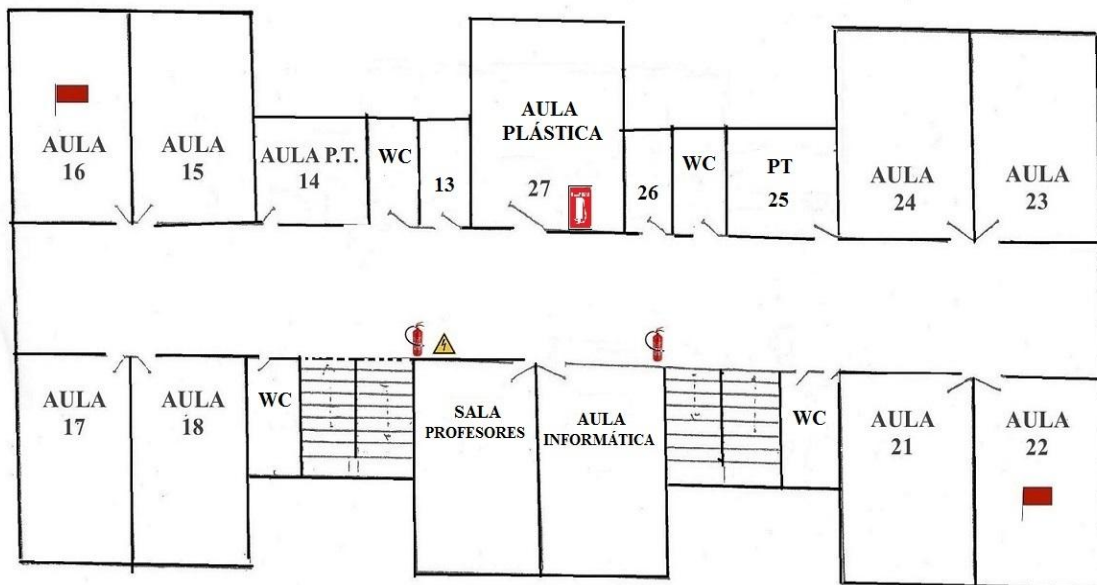 AULA
16
AULA
15
AULA P.T.
14
WC
13
AULA
PLÁSTICA
27
26
WC
PT
25
AULA
24
AULA
23
AULA
17
AULA
18
WC
SALA
PROFESORES
AULA
INFORMÁTICA
WC
AULA
21
AULA
22